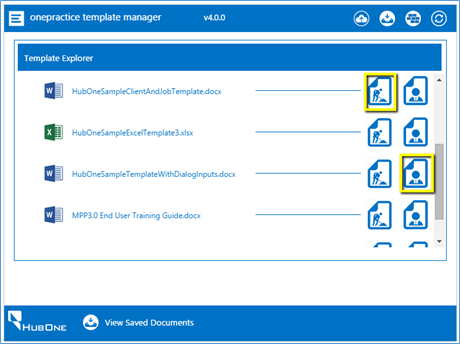 onepractice template manager v4.0.0
Template Explorer
HubOneSampleClientAndJobTemplate.docx
HubOneSampleExcelTemplate3.xlsx
HubOneSampleTemplateWithDialogInputs.docx
MPP3.0 End User Training Guide.docx
HUBONE View Saved Documents